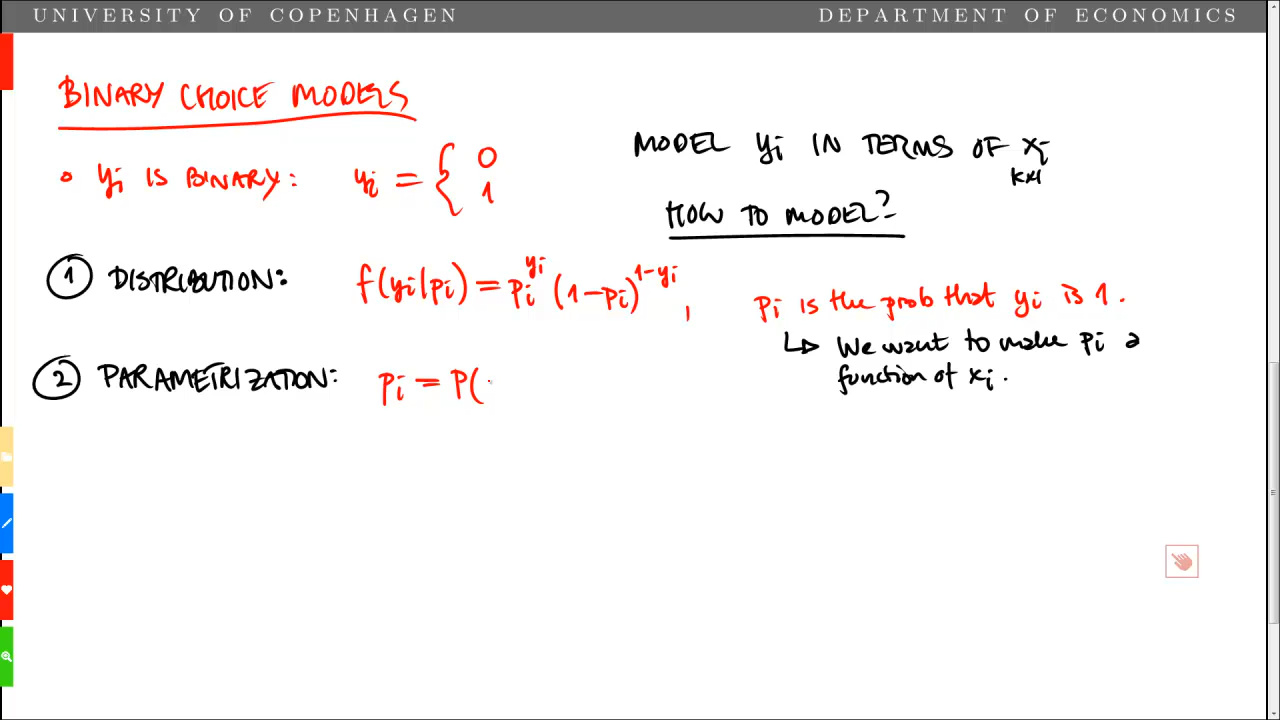 UNIVERSITY OF COPENHAGEN
DEPARTMENT OF ECONOMICS
BINARY CHOICE MODELS
• yi IS BINARY: yi = { 0 1
MODEL yi IN TERMS OF xi
k×1
HOW TO MODEL?
① DISTRIBUTION: f(yi|pi) = pi^yi (1-pi)^1-yi,
pi is the prob that yi is 1.
↳ We want to make pi a
function of xi.
② PARAMETRIZATION: pi = P(